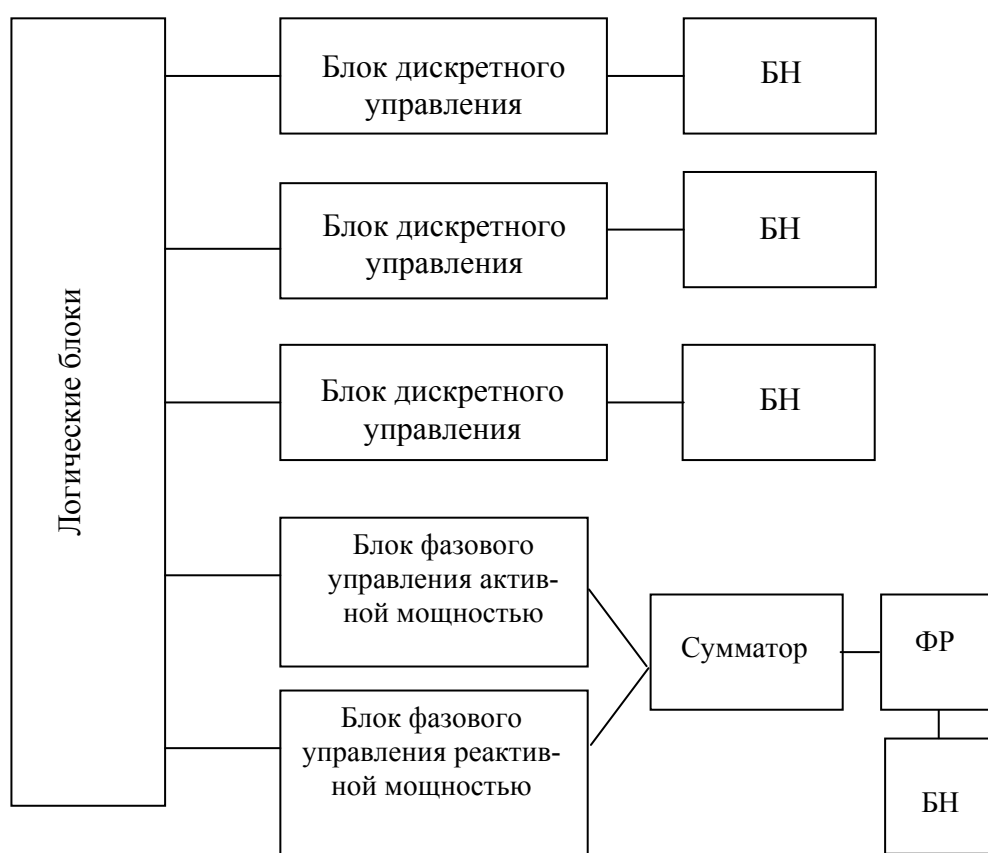 Логические блоки
Блок дискретного
управления
БН
Блок дискретного
управления
БН
Блок дискретного
управления
БН
Блок фазового
управления актив-
ной мощностью
Сумматор
ФР
Блок фазового
управления реактив-
ной мощностью
БН